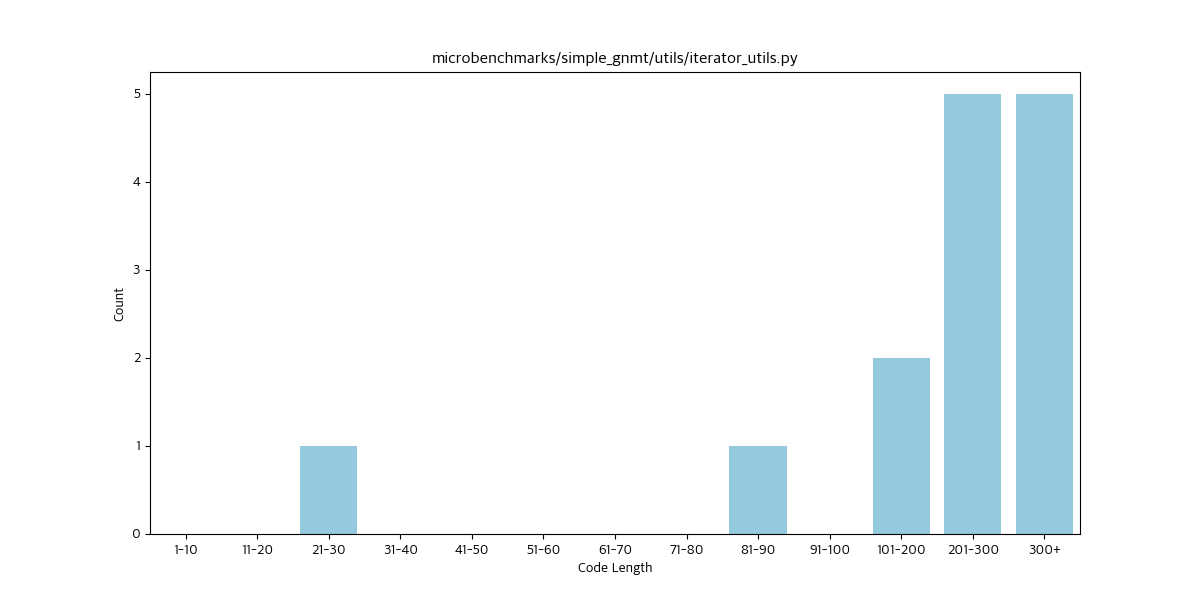 microbenchmarks/simple_gnmt/utils/iterator_utils.py
5
4
3
2
1
0
Count
1-10 11-20 21-30 31-40 41-50 51-60 61-70 71-80 81-90 91-100 101-200 201-300 300+
Code Length